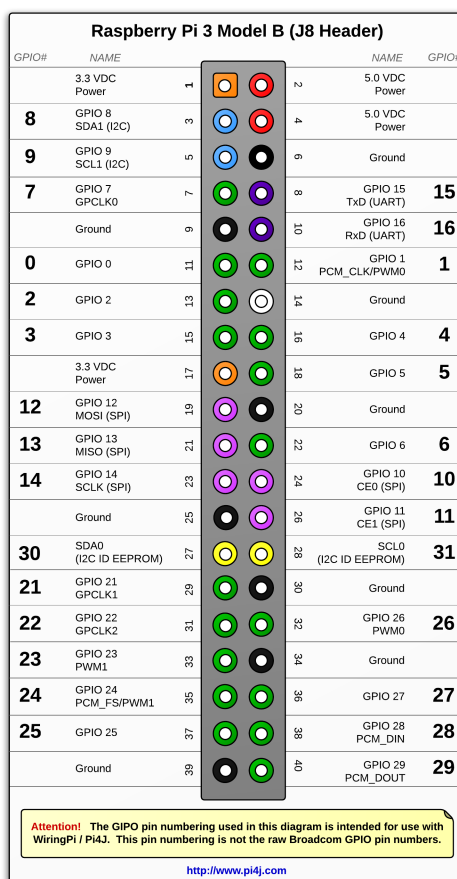 Raspberry Pi 3 Model B (J8 Header)
GPIO# NAME NAME GPIO#
3.3 VDC Power 1 2 5.0 VDC Power
8 GPIO 8 SDA1 (I2C) 3 4 5.0 VDC Power
9 GPIO 9 SCL1 (I2C) 5 6 Ground
7 GPIO 7 GPCLK0 7 8 GPIO 15 TxD (UART) 15
Ground 9 10 GPIO 16 RxD (UART) 16
0 GPIO 0 11 12 GPIO 1 PCM_CLK/PWM0 1
2 GPIO 2 13 14 Ground
3 GPIO 3 15 16 GPIO 4 4
3.3 VDC Power 17 18 GPIO 5 5
12 GPIO 12 MOSI (SPI) 19 20 Ground
13 GPIO 13 MISO (SPI) 21 22 GPIO 6 6
14 GPIO 14 SCLK (SPI) 23 24 GPIO 10 CE0 (SPI) 10
Ground 25 26 GPIO 11 CE1 (SPI) 11
30 SDA0 (I2C ID EEPROM) 27 28 SCL0 (I2C ID EEPROM) 31
21 GPIO 21 GPCLK1 29 30 Ground
22 GPIO 22 GPCLK2 31 32 GPIO 26 PWM0 26
23 GPIO 23 PWM1 33 34 Ground
24 GPIO 24 PCM_FS/PWM1 35 36 GPIO 27 27
25 GPIO 25 37 38 GPIO 28 PCM_DIN 28
Ground 39 40 GPIO 29 PCM_DOUT 29
Attention! The GIPO pin numbering used in this diagram is intended for use with
WiringPi / Pi4J. This pin numbering is not the raw Broadcom GPIO pin numbers.
http://www.pi4j.com